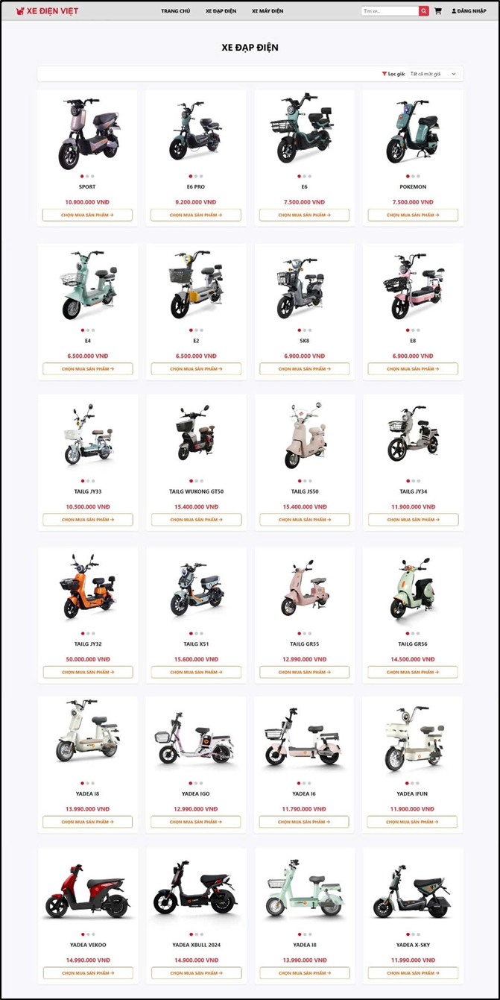 XE ĐIỆN VIỆT TRANG CHỦ XE ĐẠP ĐIỆN XE MÁY ĐIỆN Tìm xe... ĐĂNG NHẬP
XE ĐẠP ĐIỆN
Lọc giá: Tất cả mức giá
SPORT E6 PRO E6 POKEMON
10.900.000 VNĐ 9.200.000 VNĐ 7.500.000 VNĐ 7.500.000 VNĐ
CHỌN MUA SẢN PHẨM → CHỌN MUA SẢN PHẨM → CHỌN MUA SẢN PHẨM → CHỌN MUA SẢN PHẨM →
E4 E2 SK8 E8
6.500.000 VNĐ 6.500.000 VNĐ 6.900.000 VNĐ 6.900.000 VNĐ
CHỌN MUA SẢN PHẨM → CHỌN MUA SẢN PHẨM → CHỌN MUA SẢN PHẨM → CHỌN MUA SẢN PHẨM →
TAILG JY33 TAILG WUKONG GT50 TAILG JS50 TAILG JY34
10.500.000 VNĐ 15.400.000 VNĐ 15.400.000 VNĐ 11.900.000 VNĐ
CHỌN MUA SẢN PHẨM → CHỌN MUA SẢN PHẨM → CHỌN MUA SẢN PHẨM → CHỌN MUA SẢN PHẨM →
TAILG JY32 TAILG X51 TAILG GR55 TAILG GR56
50.000.000 VNĐ 15.600.000 VNĐ 12.990.000 VNĐ 14.500.000 VNĐ
CHỌN MUA SẢN PHẨM → CHỌN MUA SẢN PHẨM → CHỌN MUA SẢN PHẨM → CHỌN MUA SẢN PHẨM →
YADEA I8 YADEA IGO YADEA I6 YADEA IFUN
13.990.000 VNĐ 12.990.000 VNĐ 11.790.000 VNĐ 11.900.000 VNĐ
CHỌN MUA SẢN PHẨM → CHỌN MUA SẢN PHẨM → CHỌN MUA SẢN PHẨM → CHỌN MUA SẢN PHẨM →
YADEA VEKOO YADEA XBULL 2024 YADEA I8 YADEA X-SKY
14.990.000 VNĐ 14.900.000 VNĐ 13.990.000 VNĐ 11.990.000 VNĐ
CHỌN MUA SẢN PHẨM → CHỌN MUA SẢN PHẨM → CHỌN MUA SẢN PHẨM → CHỌN MUA SẢN PHẨM →